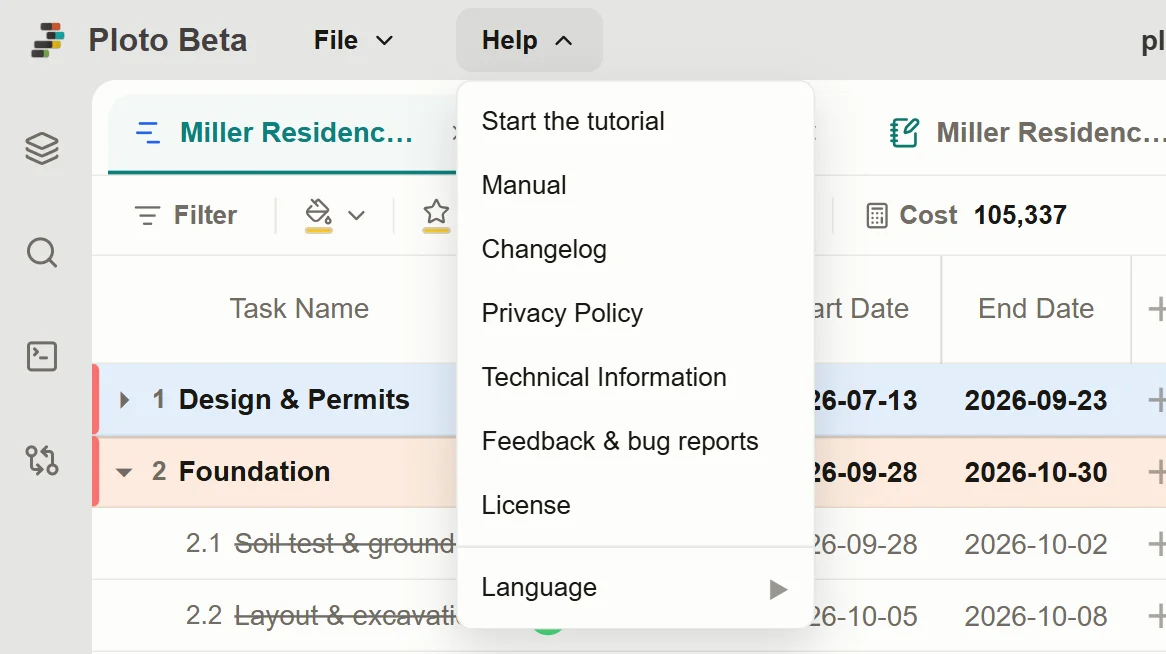 Ploto Beta File Help pl
Miller Residenc... Miller Residenc...
Filter Cost 105,337
Task Name art Date End Date
1 Design & Permits 26-07-13 2026-09-23
2 Foundation 26-09-28 2026-10-30
2.1 Soil test & ground 26-09-28 2026-10-02
2.2 Layout & excavati 26-10-05 2026-10-08
Start the tutorial
Manual
Changelog
Privacy Policy
Technical Information
Feedback & bug reports
License
Language